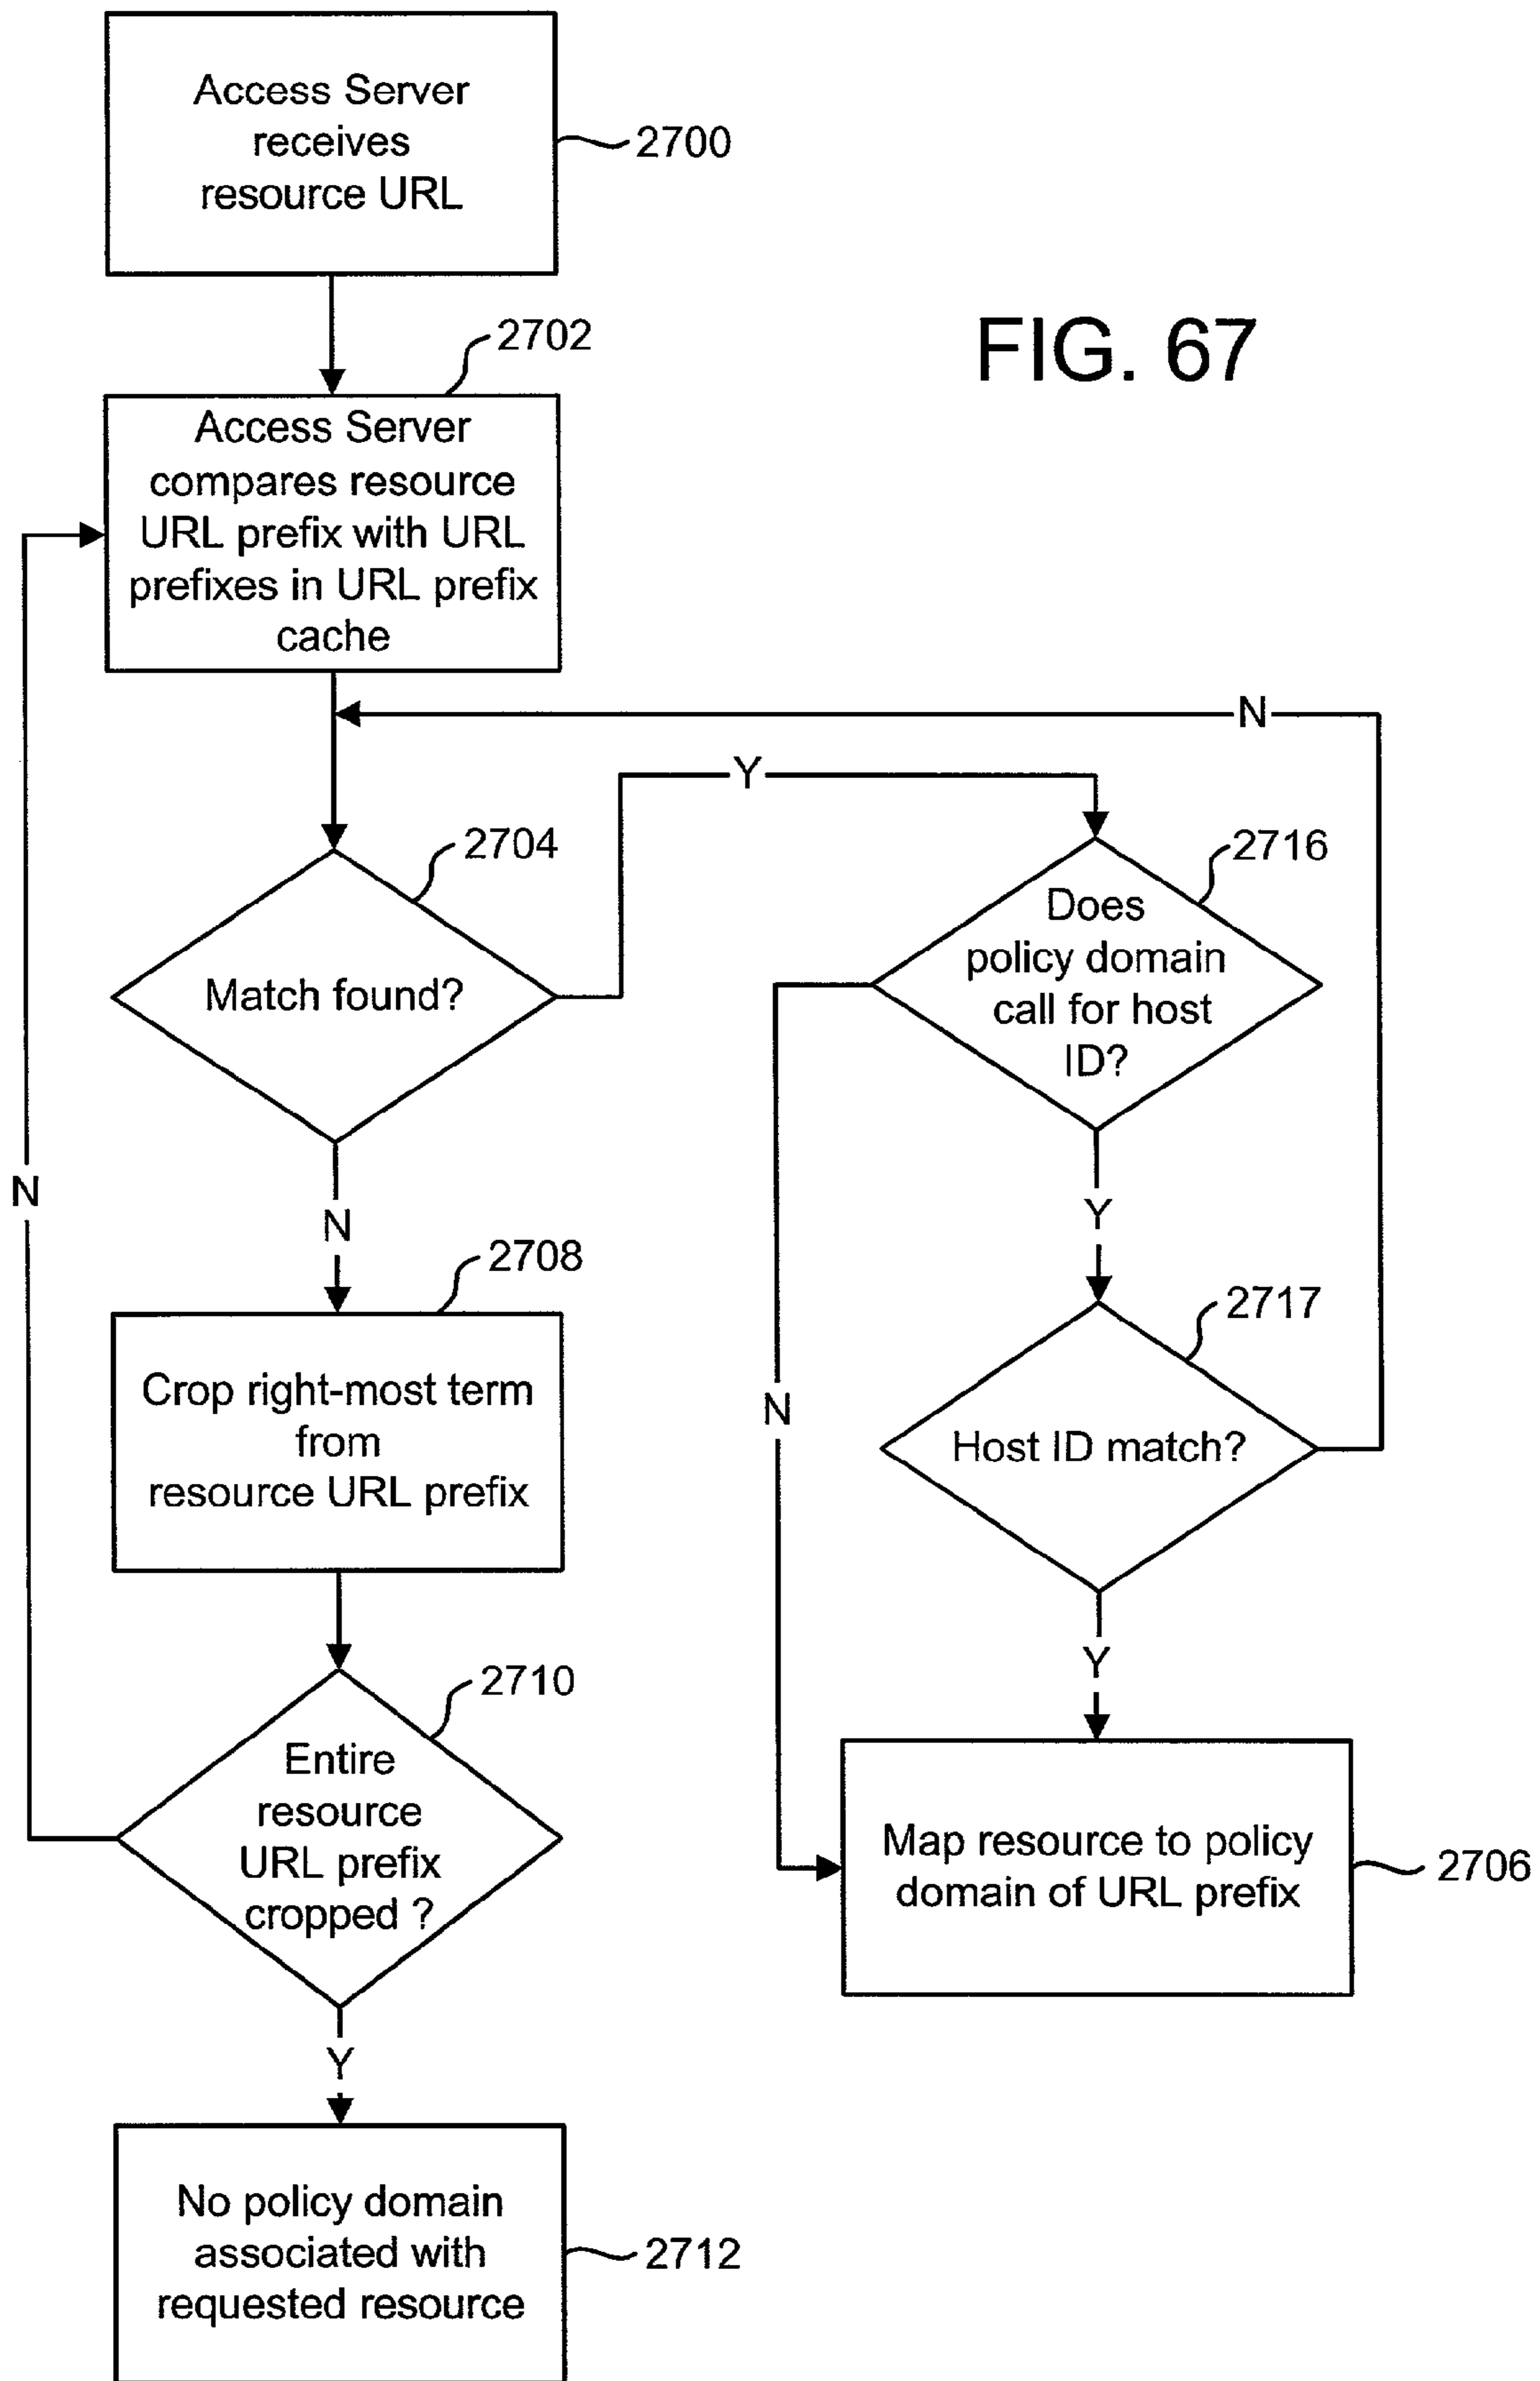 Access Server
receives
resource URL
2700
FIG. 67
2702
Access Server
compares resource
URL prefix with URL
prefixes in URL prefix
cache
N
Y
2704
Match found?
2716
Does
policy domain
call for host
ID?
N
N
Y
2708
Crop right-most term
from
resource URL prefix
2717
Host ID match?
N
Y
2710
Entire
resource
URL prefix
cropped ?
Map resource to policy
domain of URL prefix
2706
Y
No policy domain
associated with
requested resource
2712